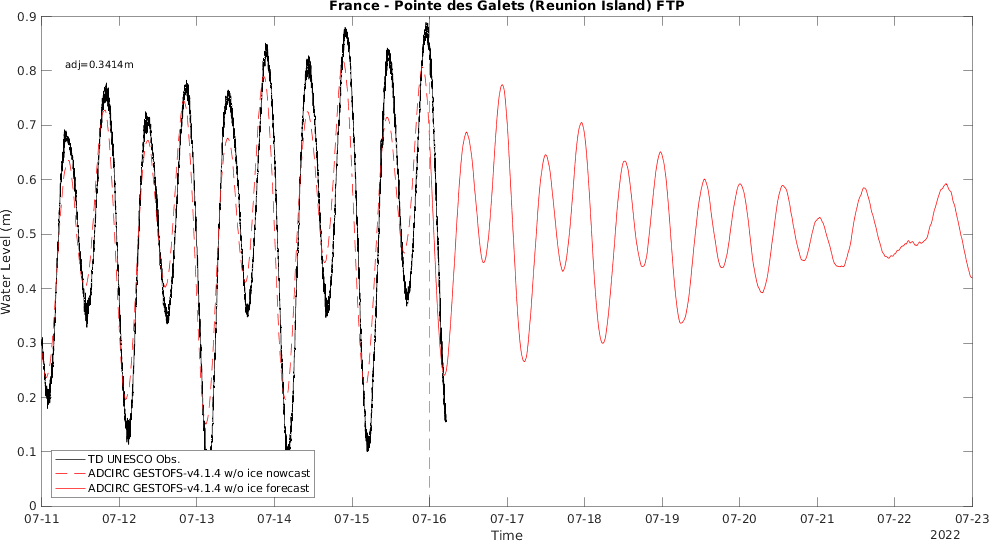 France - Pointe des Galets (Reunion Island) FTP
0.9
0.8
0.7
0.6
0.5
0.4
0.3
0.2
0.1
0
Water Level (m)
adj=0.3414m
TD UNESCO Obs.
ADCIRC GESTOFS-v4.1.4 w/o ice nowcast
ADCIRC GESTOFS-v4.1.4 w/o ice forecast
07-11 07-12 07-13 07-14 07-15 07-16 07-17 07-18 07-19 07-20 07-21 07-22 07-23
Time
2022